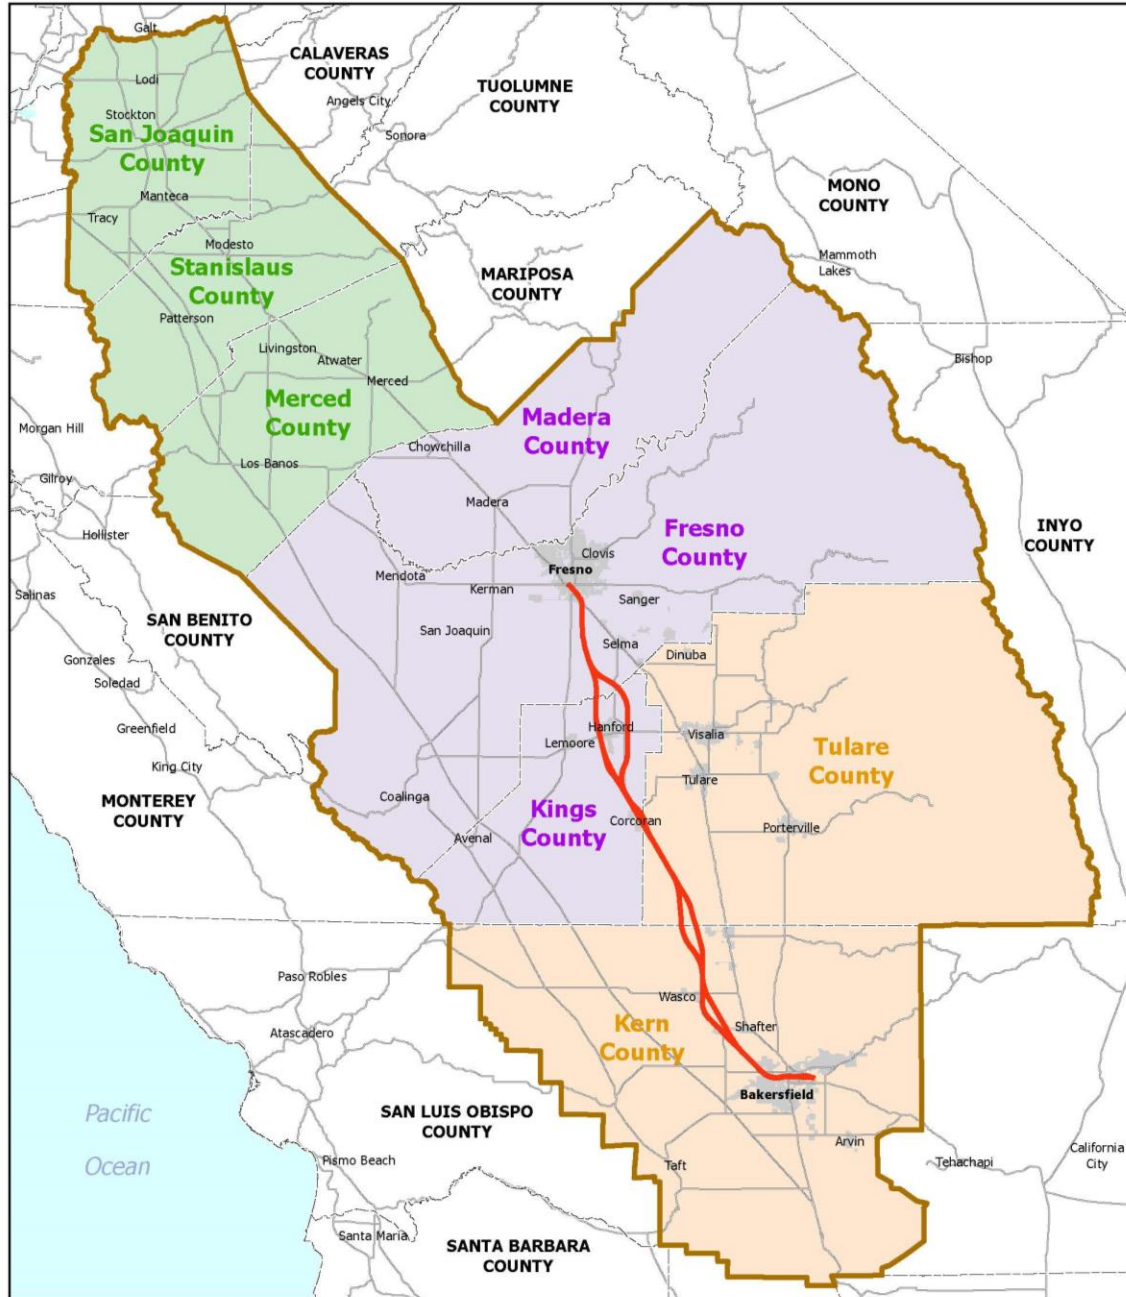 Galt
CALAVERAS
COUNTY
Lodi
TUOLUMNE
COUNTY
Angels City
Stockton
San Joaquin
County
Sonora
Manteca
MONO
COUNTY
Tracy
Modesto
Mammoth
Lakes
Stanislaus
County
MARIPOSA
COUNTY
Patterson
Livingston
Atwater
Bishop
Merced
Merced
County
Madera
County
Morgan Hill
Chowchilla
Los Banos
Gilroy
Madera
Hollister
Fresno
County
INYO
COUNTY
Clovis
Fresno
Mendota
Kerman
Salinas
Sanger
SAN BENITO
COUNTY
San Joaquin
Selma
Gonzales
Dinuba
Soledad
Greenfield
Hanford
Visalia
Lemoore
Tulare
County
King City
Tulare
MONTEREY
COUNTY
Coalinga
Kings
County
Corcoran
Porterville
Avenal
Paso Robles
Wasco
Kern
County
Shafter
Atascadero
Bakersfield
Pacific
Ocean
SAN LUIS OBISPO
COUNTY
Arvin
California
City
Pismo Beach
Taft
Tehachapi
Santa Maria
SANTA BARBARA
COUNTY